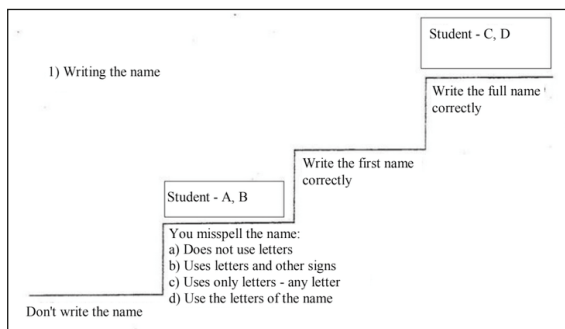 Student - C, D
1) Writing the name
Write the full name
correctly
Write the first name
correctly
Student - A, B
You misspell the name:
a) Does not use letters
b) Uses letters and other signs
c) Uses only letters - any letter
d) Use the letters of the name
Don't write the name